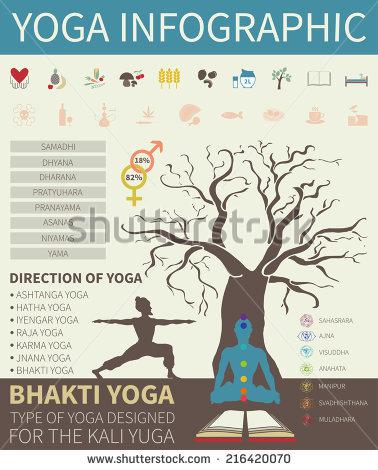 YOGA INFOGRAPHIC
2L
SAMADHI
DHYANA
DHARANA
PRATYUHARA
PRANAYAMA
ASANAS
NIYAMAS
YAMA
18%
82%
shutterstock
DIRECTION OF YOGA
• ASHTANGA YOGA
• HATHA YOGA
• IYENGAR YOGA
• RAJA YOGA
• KARMA YOGA
• JNANA YOGA
• BHAKTI YOGA
SAHASRARA
AJNA
VISUDDHA
ANAHATA
MANIPUR
SVADHISHTHANA
MULADHARA
BHAKTI YOGA
TYPE OF YOGA DESIGNED
FOR THE KALI YUGA
www.shutterstock.com · 216420070